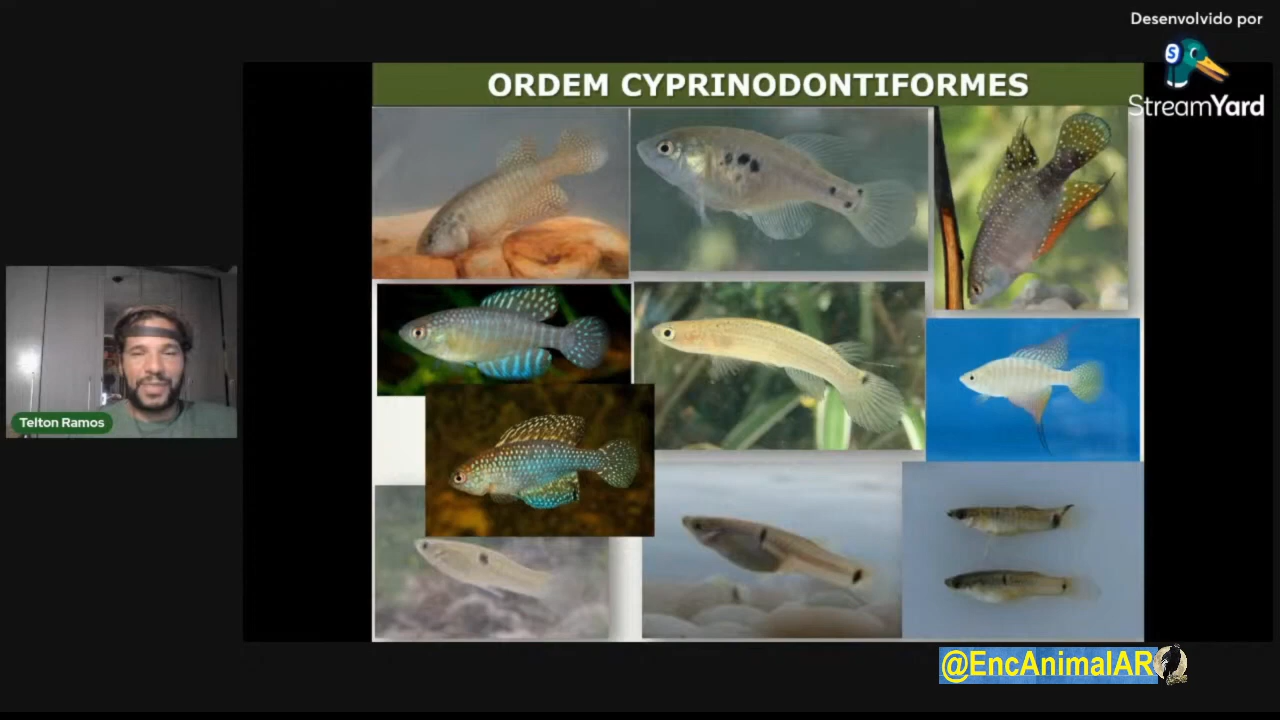 Desenvolvido por
StreamYard
ORDEM CYPRINODONTIFORMES
Telton Ramos
@EncAnimalAR